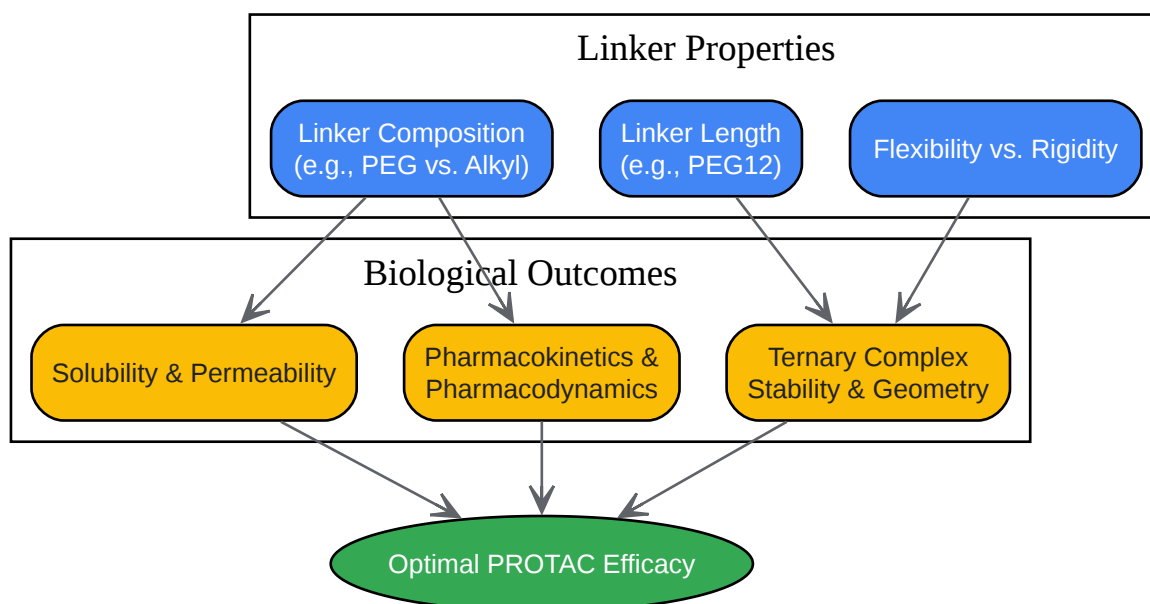 Linker Properties
Linker Composition
(e.g., PEG vs. Alkyl)
Linker Length
(e.g., PEG12)
Flexibility vs. Rigidity
Biological Outcomes
Solubility & Permeability
Pharmacokinetics &
Pharmacodynamics
Ternary Complex
Stability & Geometry
Optimal PROTAC Efficacy